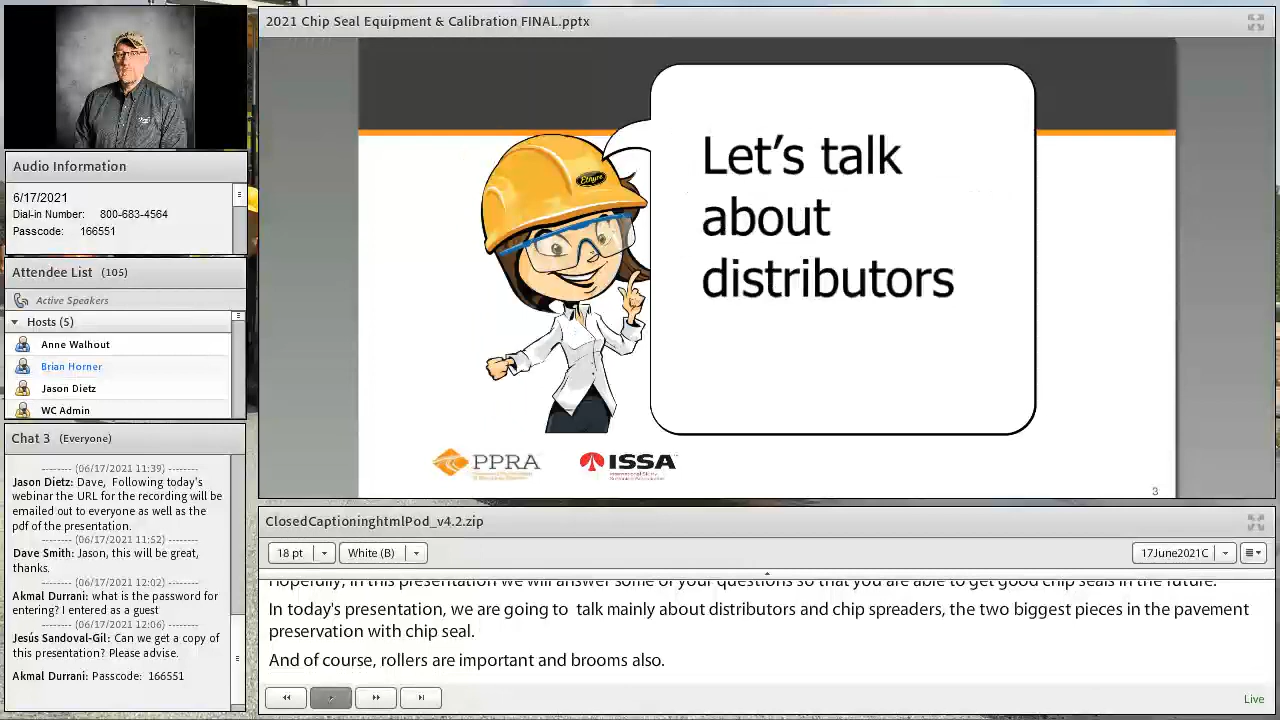 2021 Chip Seal Equipment & Calibration FINAL.pptx
Etnyre
Let's talk
about
distributors
PPRA
ISSA
3
Audio Information
6/17/2021
Dial-in Number: 800-683-4564
Passcode: 166551
Attendee List (105)
Active Speakers
Hosts (5)
Anne Walhout
Brian Horner
Jason Dietz
WC Admin
Chat 3 (Everyone)
-------- (06/17/2021 11:39) --------
Jason Dietz: Dave, Following today's
webinar the URL for the recording will be
emailed out to everyone as well as the
pdf of the presentation.
-------- (06/17/2021 11:52) --------
Dave Smith: Jason, this will be great,
thanks.
-------- (06/17/2021 12:02) --------
Akmal Durrani: what is the password for
entering? I entered as a guest
-------- (06/17/2021 12:06) --------
Jesús Sandoval-Gil: Can we get a copy of
this presentation? Please advise.
Akmal Durrani: Passcode: 166551
ClosedCaptioninghtmlPod_v4.2.zip
18 pt
White (B)
17June2021C
Hopefully, in this presentation we will answer some of your questions so that you are able to get good chip seals in the future.
In today's presentation, we are going to talk mainly about distributors and chip spreaders, the two biggest pieces in the pavement
preservation with chip seal.
And of course, rollers are important and brooms also.
Live